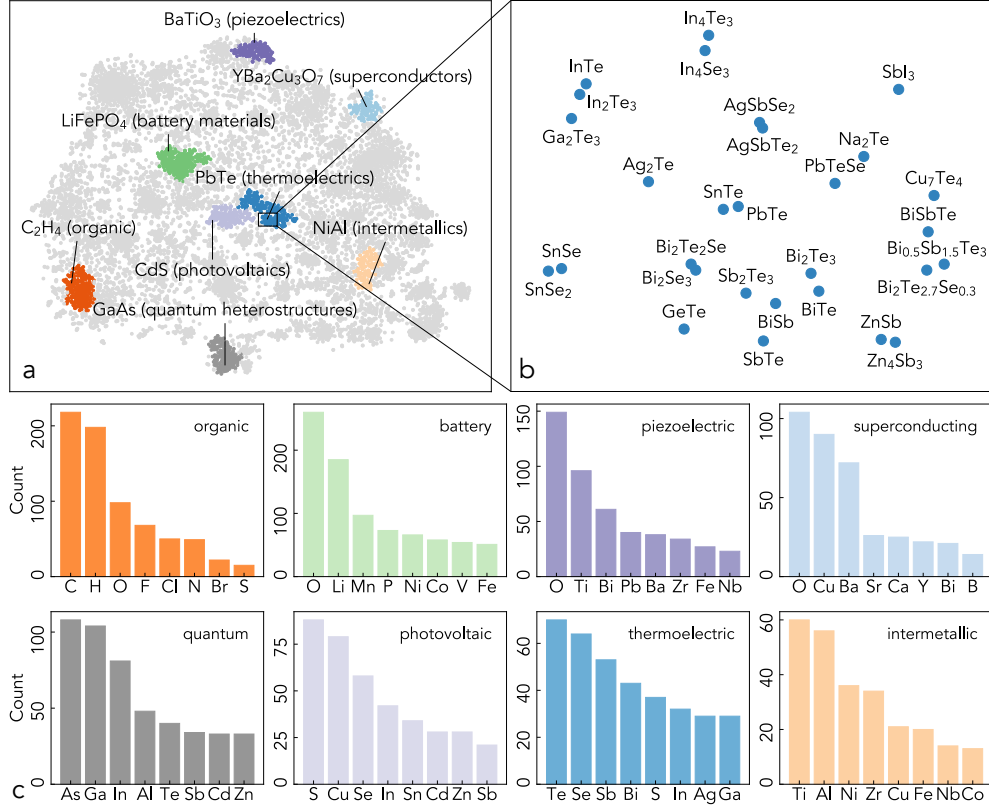 BaTiO3 (piezoelectrics)
YBa2Cu3O7 (superconductors)
LiFePO4 (battery materials)
PbTe (thermoelectrics)
C2H4 (organic)
NiAl (intermetallics)
CdS (photovoltaics)
GaAs (quantum heterostructures)
a
In4Te3
In4Se3
InTe
In2Te3
Ga2Te3
SbI3
AgSbSe2
AgSbTe2
Na2Te
PbTeSe
Ag2Te
Cu7Te4
SnTe
PbTe
BiSbTe
Bi0.5Sb1.5Te3
Bi2Te2.7Se0.3
SnSe
SnSe2
Bi2Te2Se
Bi2Se3
Sb2Te3
Bi2Te3
BiTe
GeTe
BiSb
SbTe
ZnSb
Zn4Sb3
b
organic
Count
0 100 200
C H O F Cl N Br S
battery
0 100 200
O Li Mn P Ni Co V Fe
piezoelectric
0 50 100 150
O Ti Bi Pb Ba Zr Fe Nb
superconducting
0 50 100
O Cu Ba Sr Ca Y Bi B
quantum
Count
0 50 100
As Ga In Al Te Sb Cd Zn
photovoltaic
0 25 50 75
S Cu Se In Sn Cd Zn Sb
thermoelectric
0 20 40 60
Te Se Sb Bi S In Ag Ga
intermetallic
0 20 40 60
Ti Al Ni Zr Cu Fe Nb Co
c